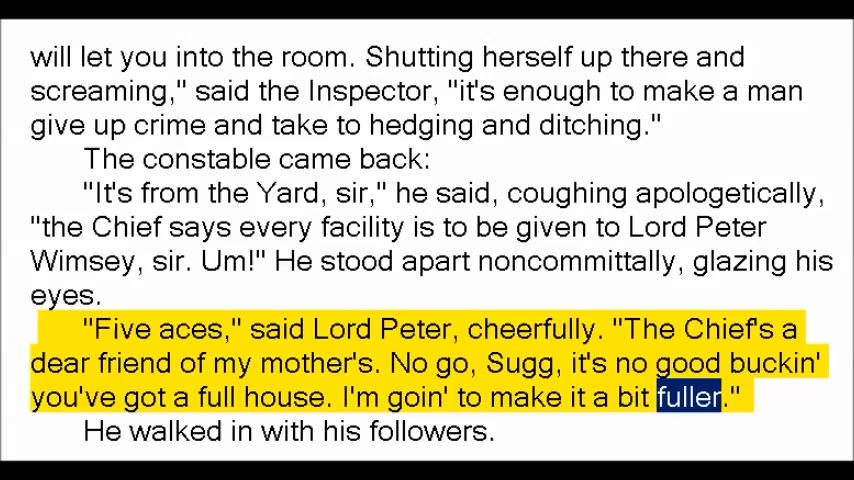 will let you into the room. Shutting herself up there and
screaming," said the Inspector, "it's enough to make a man
give up crime and take to hedging and ditching."
The constable came back:
"It's from the Yard, sir," he said, coughing apologetically,
"the Chief says every facility is to be given to Lord Peter
Wimsey, sir. Um!" He stood apart noncommittally, glazing his
eyes.
"Five aces," said Lord Peter, cheerfully. "The Chief's a
dear friend of my mother's. No go, Sugg, it's no good buckin'
you've got a full house. I'm goin' to make it a bit fuller."
He walked in with his followers.